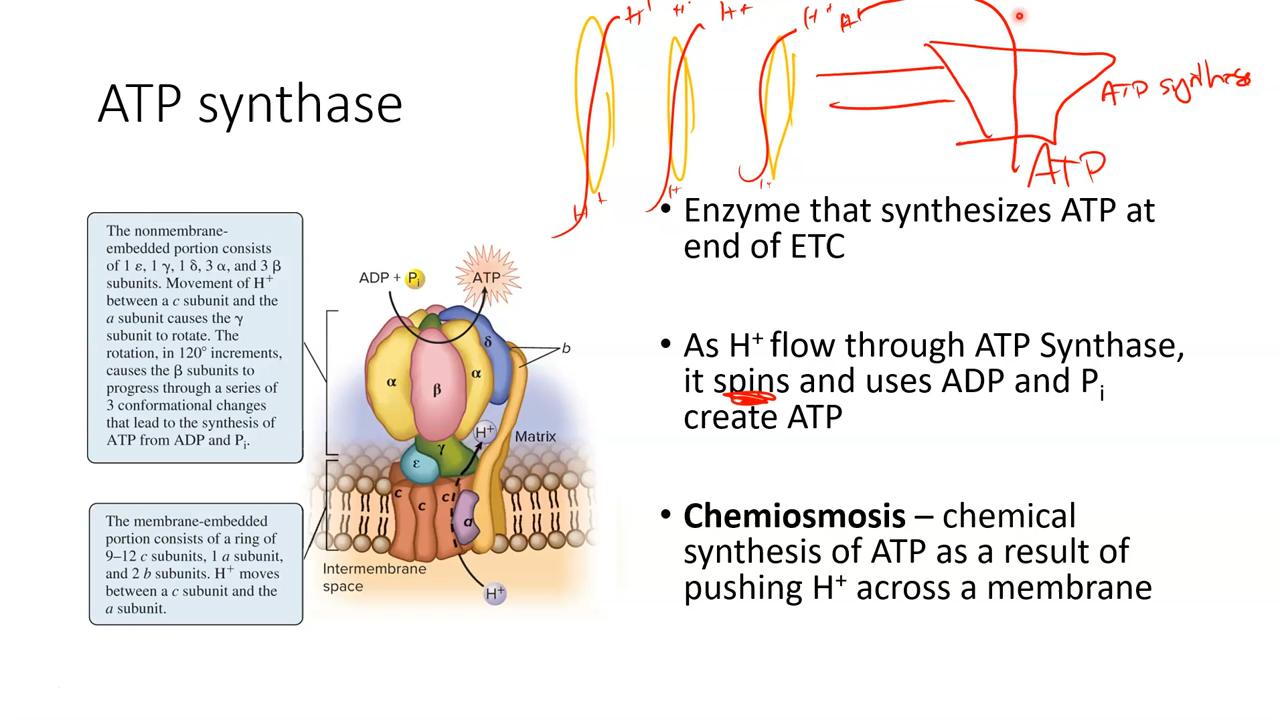 ATP synthase
H+ H+ H+ H+ H+
ATP synthase
H+ H+ H+
ATP
The nonmembrane-
embedded portion consists
of 1 ε, 1 γ, 1 δ, 3 α, and 3 β
subunits. Movement of H+
between a c subunit and the
a subunit causes the γ
subunit to rotate. The
rotation, in 120° increments,
causes the β subunits to
progress through a series of
3 conformational changes
that lead to the synthesis of
ATP from ADP and Pi.
The membrane-embedded
portion consists of a ring of
9–12 c subunits, 1 a subunit,
and 2 b subunits. H+ moves
between a c subunit and the
a subunit.
ADP + Pi
ATP
δ
b
α
β
α
H+
Matrix
γ
ε
c
c
c
a
Intermembrane
space
H+
• Enzyme that synthesizes ATP at
end of ETC
• As H+ flow through ATP Synthase,
it spins and uses ADP and Pi
create ATP
• Chemiosmosis – chemical
synthesis of ATP as a result of
pushing H+ across a membrane